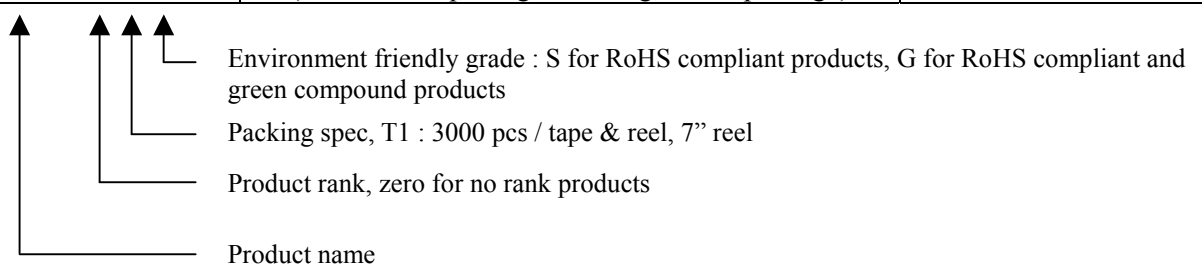 Environment friendly grade : S for RoHS compliant products, G for RoHS compliant and
green compound products
Packing spec, T1 : 3000 pcs / tape & reel, 7” reel
Product rank, zero for no rank products
Product name